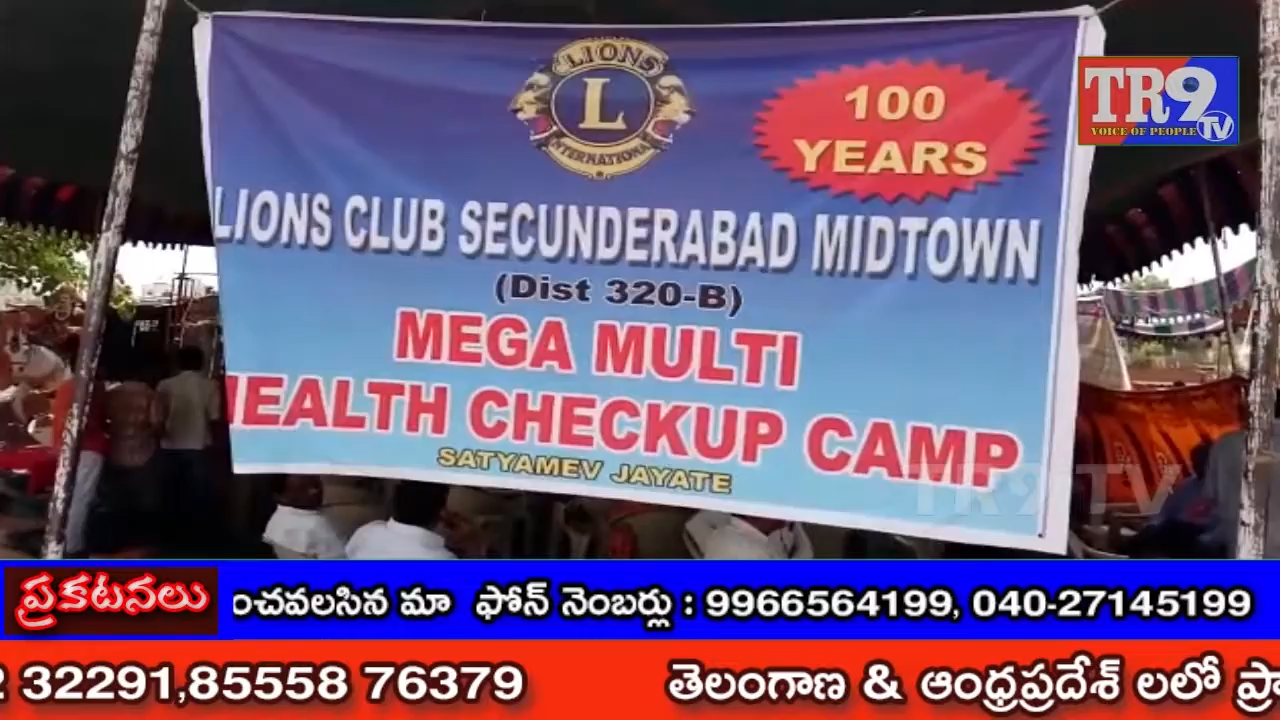 LIONS
L
INTERNATIONAL
100
YEARS
TR9
TV
VOICE OF PEOPLE
LIONS CLUB SECUNDERABAD MIDTOWN
(Dist 320-B)
MEGA MULTI
HEALTH CHECKUP CAMP
SATYAMEV JAYATE
TR9TV
ప్రకటనలు
ంచవలసిన మా ఫోన్ నెంబర్లు : 9966564199, 040-27145199
2 32291,85558 76379 తెలంగాణ & ఆంధ్రప్రదేశ్ లలో ప్రా